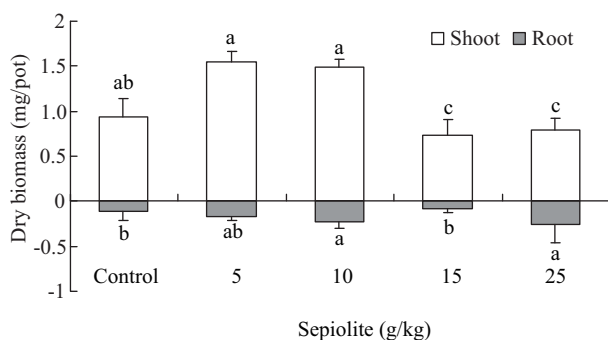 2
a
a
Shoot
Root
1.5
ab
1.0
c
c
0.5
0
b
ab
a
b
-0.5
a
-1
Control
5
10
15
25
Dry biomass (mg/pot)
Sepiolite (g/kg)